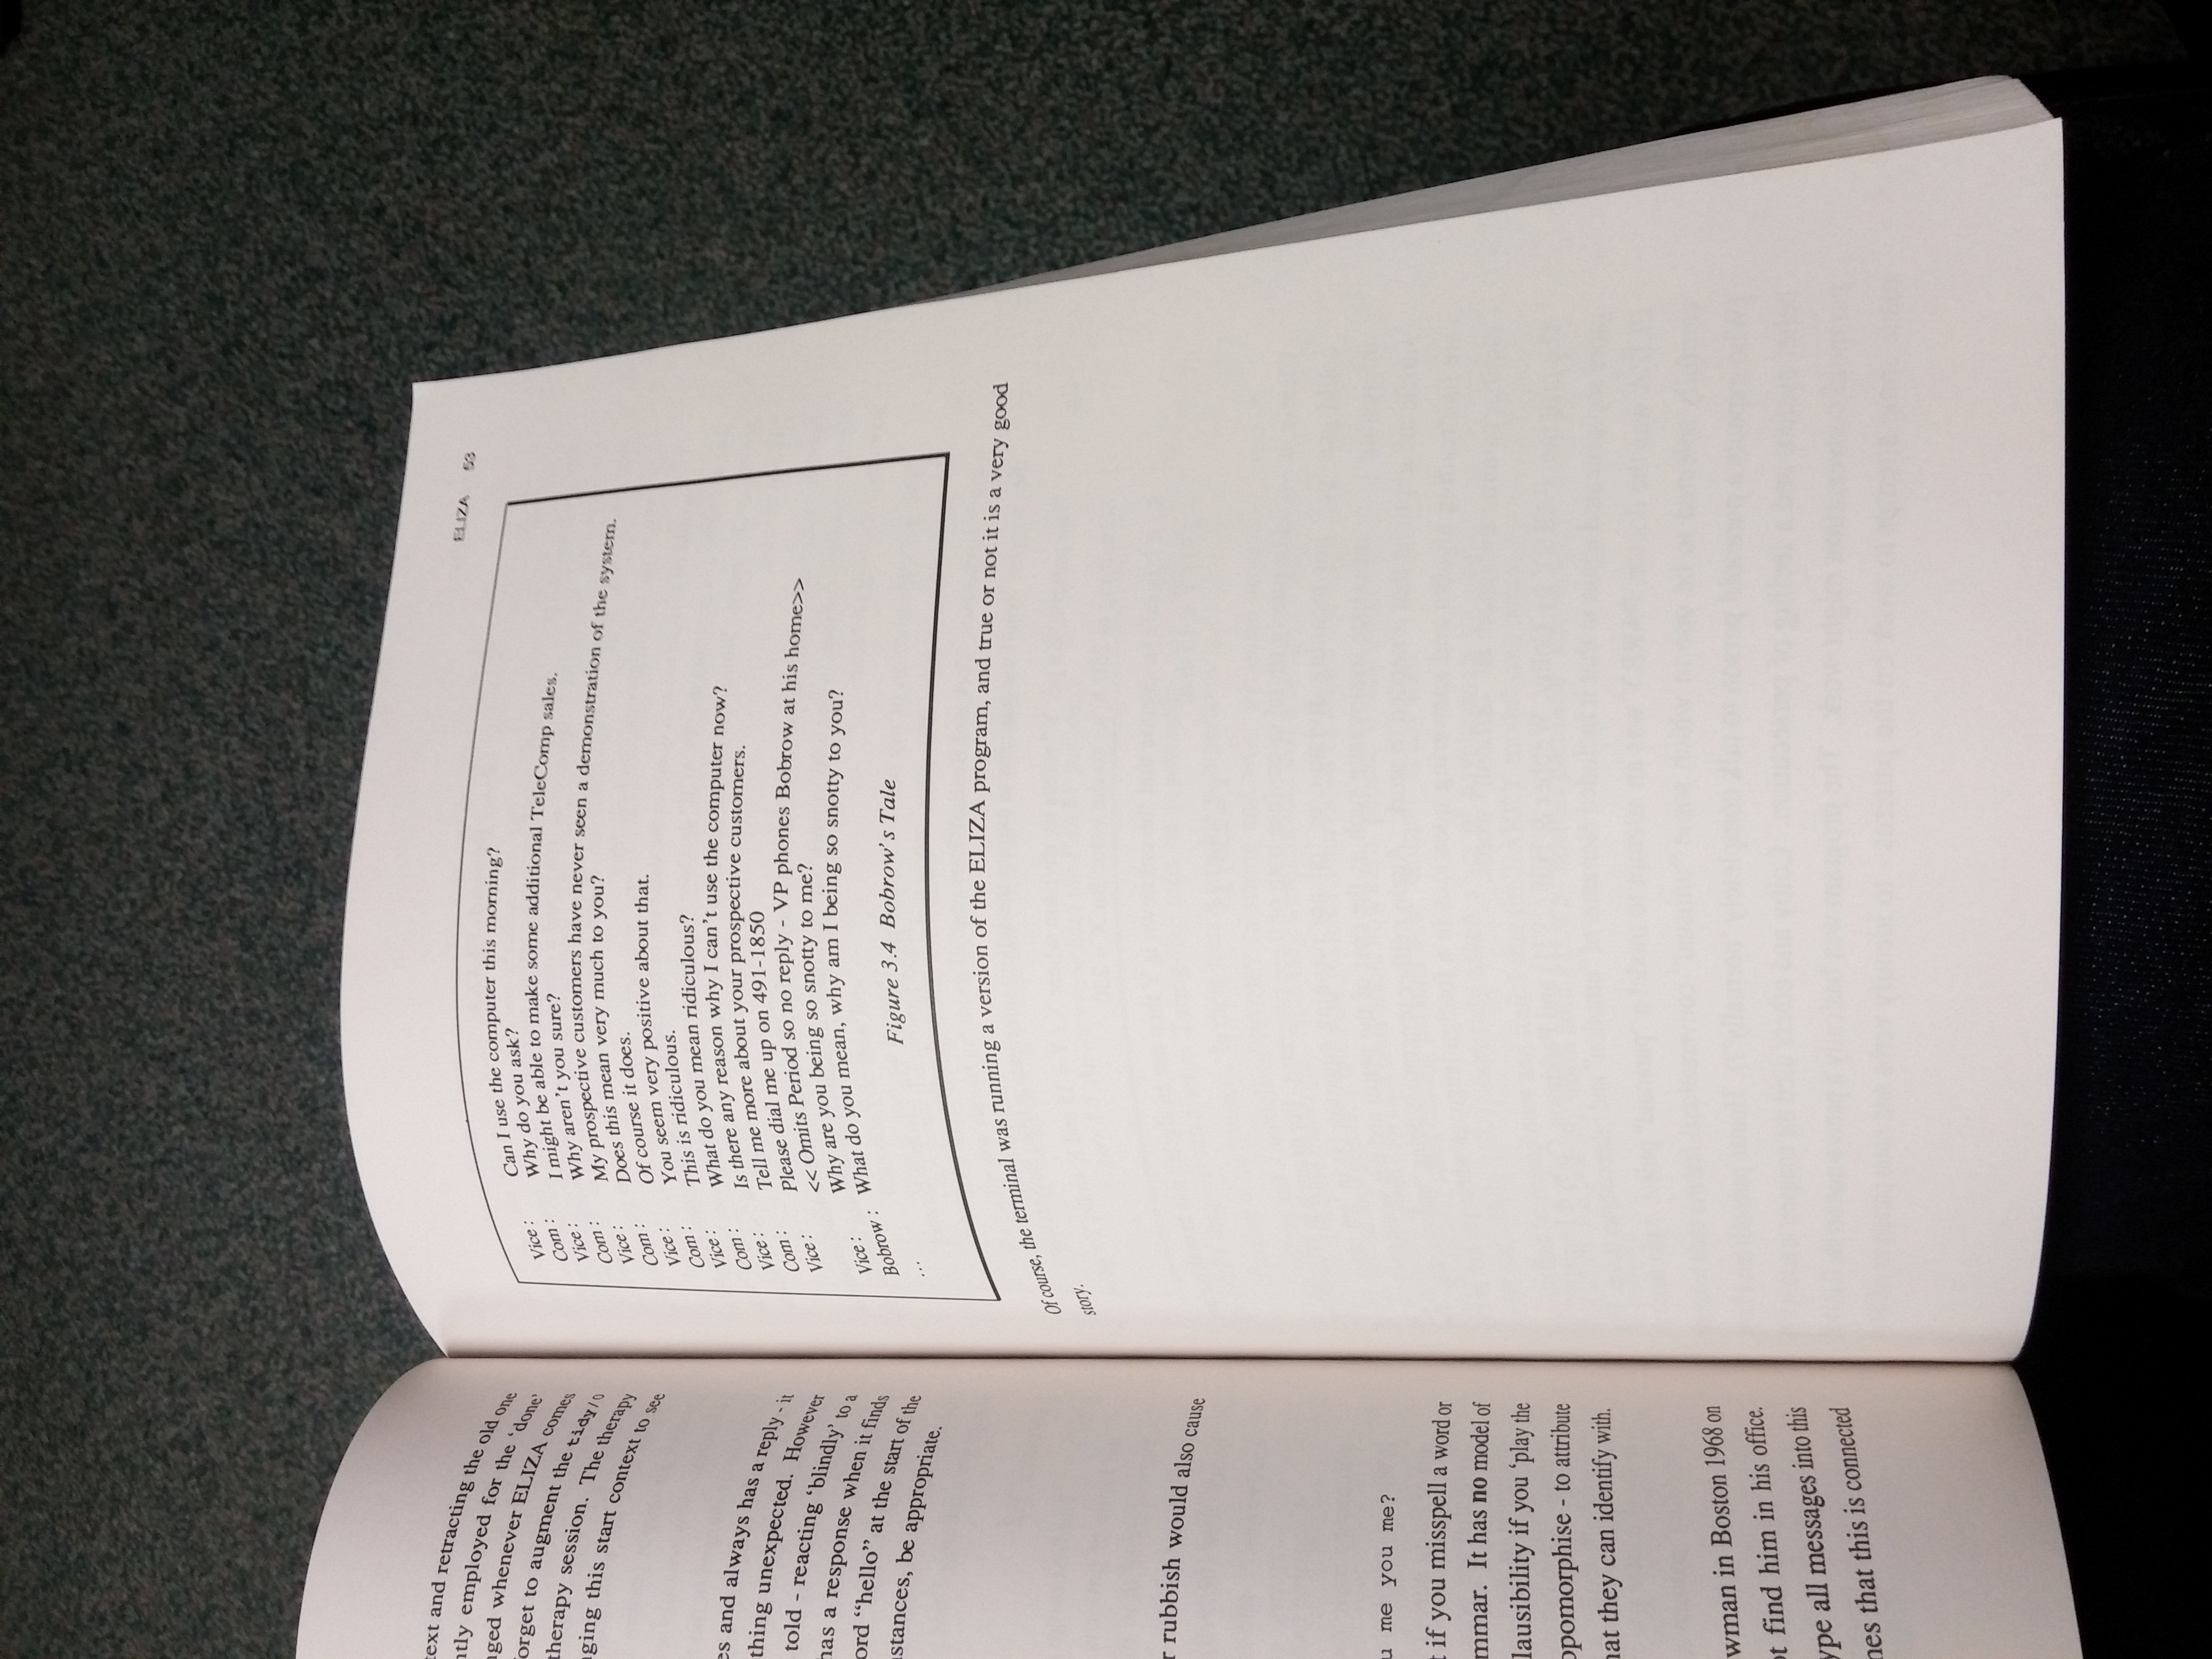 text and retracting the old one
ntly employed for the 'done'
nged whenever ELIZA comes
forget to augment the tidy/0
therapy session. The therapy
nging this start context to see
es and always has a reply - it
thing unexpected. However
told - reacting 'blindly' to a
has a response when it finds
ord "hello" at the start of the
nstances, be appropriate.
r rubbish would also cause
u me you me?
t if you misspell a word or
mmar. It has no model of
lausibility if you 'play the
opomorphise - to attribute
hat they can identify with.
wman in Boston 1968 on
ot find him in his office.
ype all messages into this
nes that this is connected
ELIZA 53
Vice : Can I use the computer this morning?
Com : Why do you ask?
Vice : I might be able to make some additional TeleComp sales.
Com : Why aren't you sure?
Vice : My prospective customers have never seen a demonstration of the system.
Com : Does this mean very much to you?
Vice : Of course it does.
Com : You seem very positive about that.
Vice : This is ridiculous.
Com : What do you mean ridiculous?
Vice : Is there any reason why I can't use the computer now?
Com : Tell me more about your prospective customers.
Vice : Please dial me up on 491-1850
<< Omits Period so no reply - VP phones Bobrow at his home>>
Vice : Why are you being so snotty to me?
Bobrow : What do you mean, why am I being so snotty to you?
...
Figure 3.4 Bobrow's Tale
Of course, the terminal was running a version of the ELIZA program, and true or not it is a very good
story.